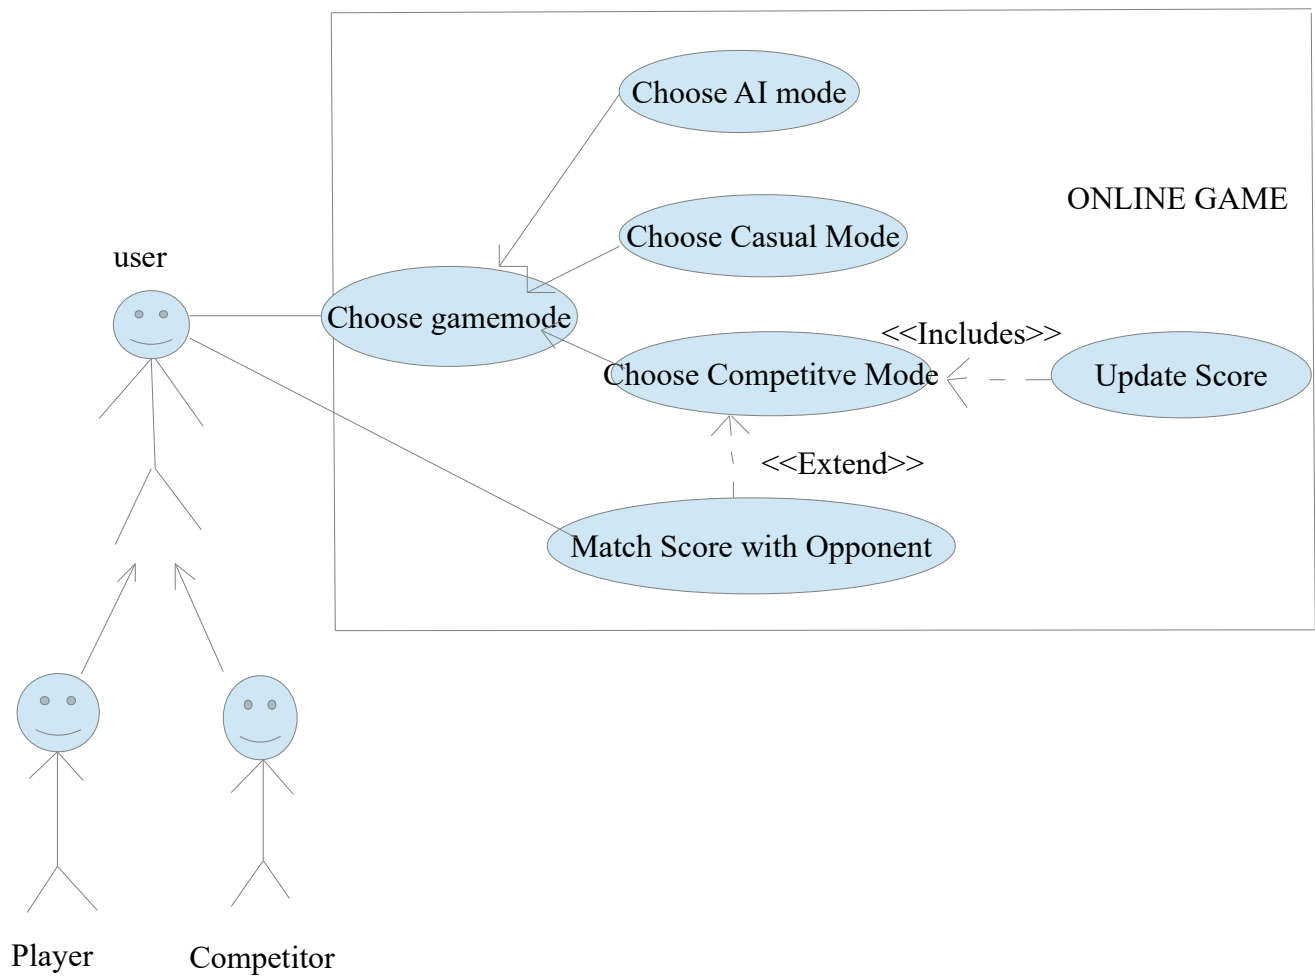 Choose AI mode
ONLINE GAME
Choose Casual Mode
user
Choose gamemode
<<Includes>>
Choose Competitve Mode
Update Score
<<Extend>>
Match Score with Opponent
Player
Competitor